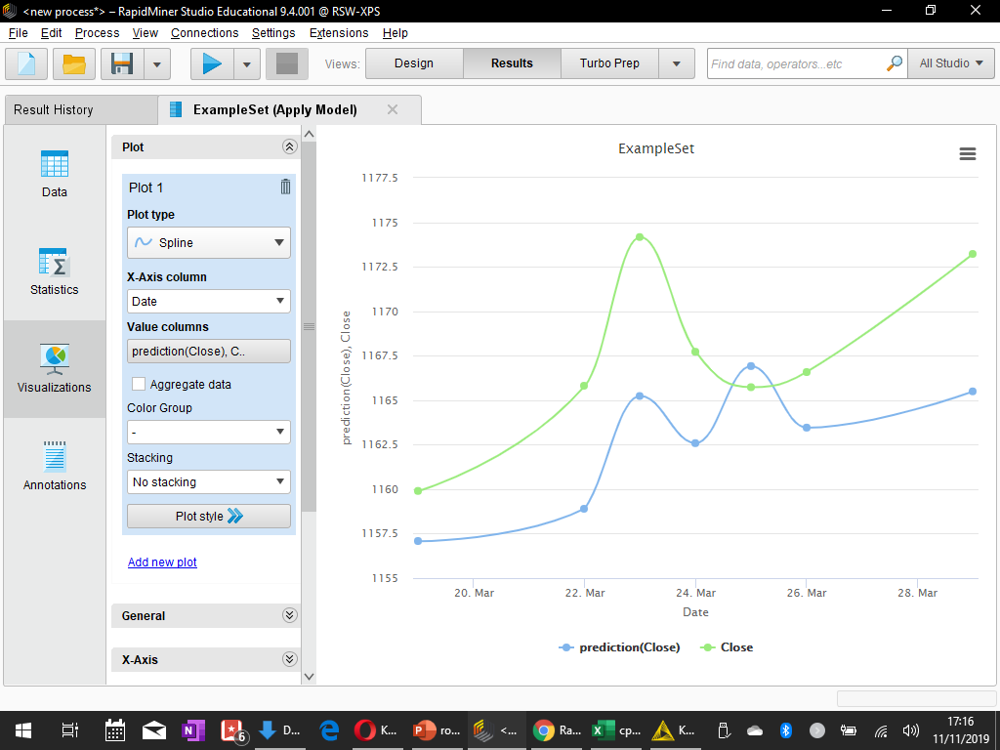 <new process*> – RapidMiner Studio Educational 9.4.001 @ RSW-XPS
File Edit Process View Connections Settings Extensions Help
Views: Design Results Turbo Prep Find data, operators...etc All Studio
Result History ExampleSet (Apply Model)
Data
Statistics
Visualizations
Annotations
Plot
Plot 1
Plot type
Spline
X-Axis column
Date
Value columns
prediction(Close), C..
Aggregate data
Color Group
-
Stacking
No stacking
Plot style
Add new plot
General
X-Axis
ExampleSet
prediction(Close), Close
1177.5
1175
1172.5
1170
1167.5
1165
1162.5
1160
1157.5
1155
20. Mar 22. Mar 24. Mar 26. Mar 28. Mar
Date
prediction(Close) Close
N 6 D... K... P ro... <... Ra... X cp... K... 17:16
11/11/2019